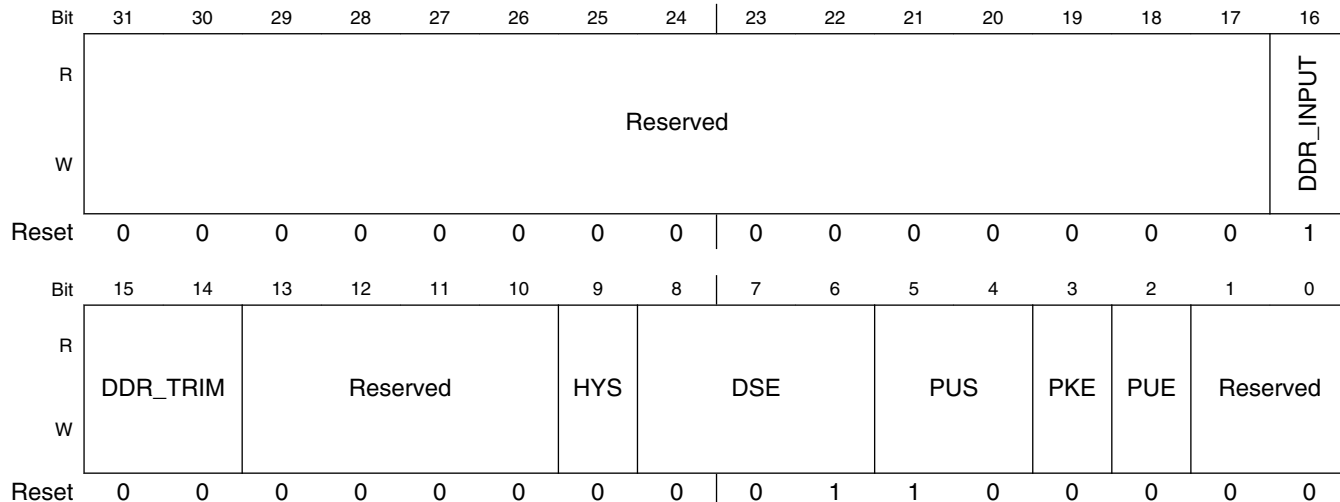 Bit 31 30 29 28 27 26 25 24 23 22 21 20 19 18 17 16
R
Reserved
DDR_INPUT
W
Reset 0 0 0 0 0 0 0 0 0 0 0 0 0 0 0 1
Bit 15 14 13 12 11 10 9 8 7 6 5 4 3 2 1 0
R
DDR_TRIM Reserved HYS DSE PUS PKE PUE Reserved
W
Reset 0 0 0 0 0 0 0 0 0 1 1 0 0 0 0 0